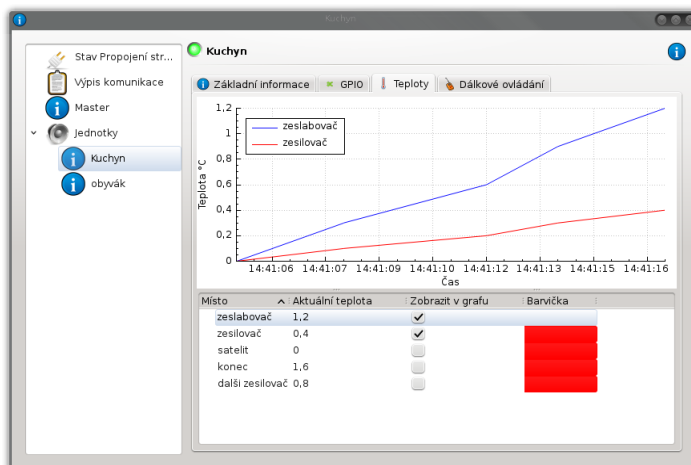 Kuchyn
Stav Propojení str...
Výpis komunikace
Master
Jednotky
Kuchyn
obyvák
Kuchyn
Základní informace
GPIO
Teploty
Dálkové ovládání
1,2
1
0,8
0,6
0,4
0,2
0
Teplota °C
zeslabovač
zesilovač
14:41:06 14:41:07 14:41:09 14:41:10 14:41:12 14:41:13 14:41:15 14:41:16
Čas
Místo Aktuální teplota Zobrazit v grafu Barvička
zeslabovač 1,2
zesilovač 0,4
satelit 0
konec 1,6
dalši zesilovač 0,8